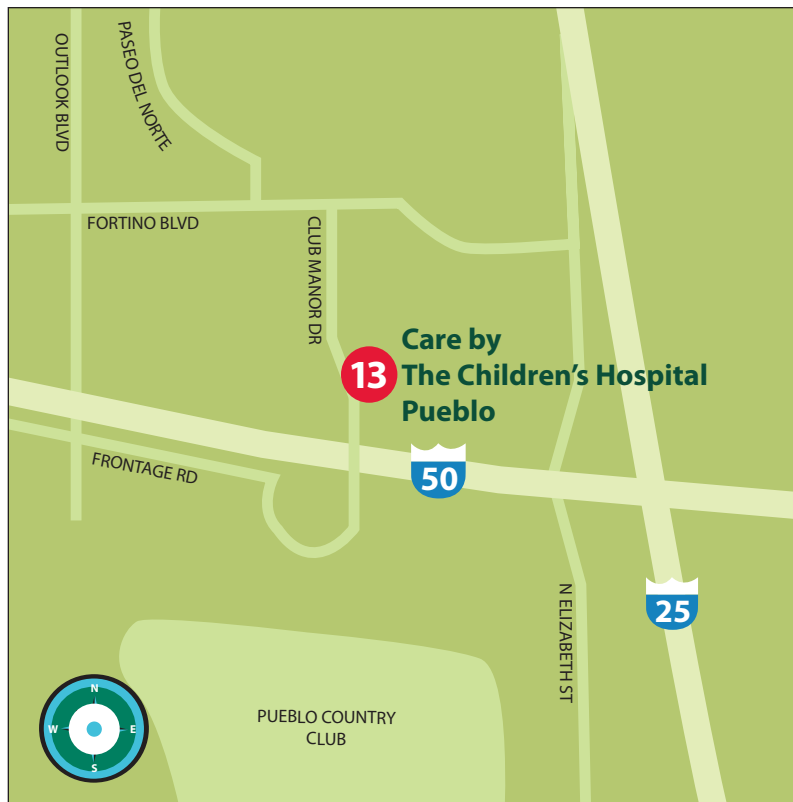 OUTLOOK BLVD
PASEO DEL NORTE
FORTINO BLVD
CLUB MANOR DR
13
Care by
The Children's Hospital
Pueblo
50
FRONTAGE RD
N ELIZABETH ST
25
N
W
E
S
PUEBLO COUNTRY
CLUB